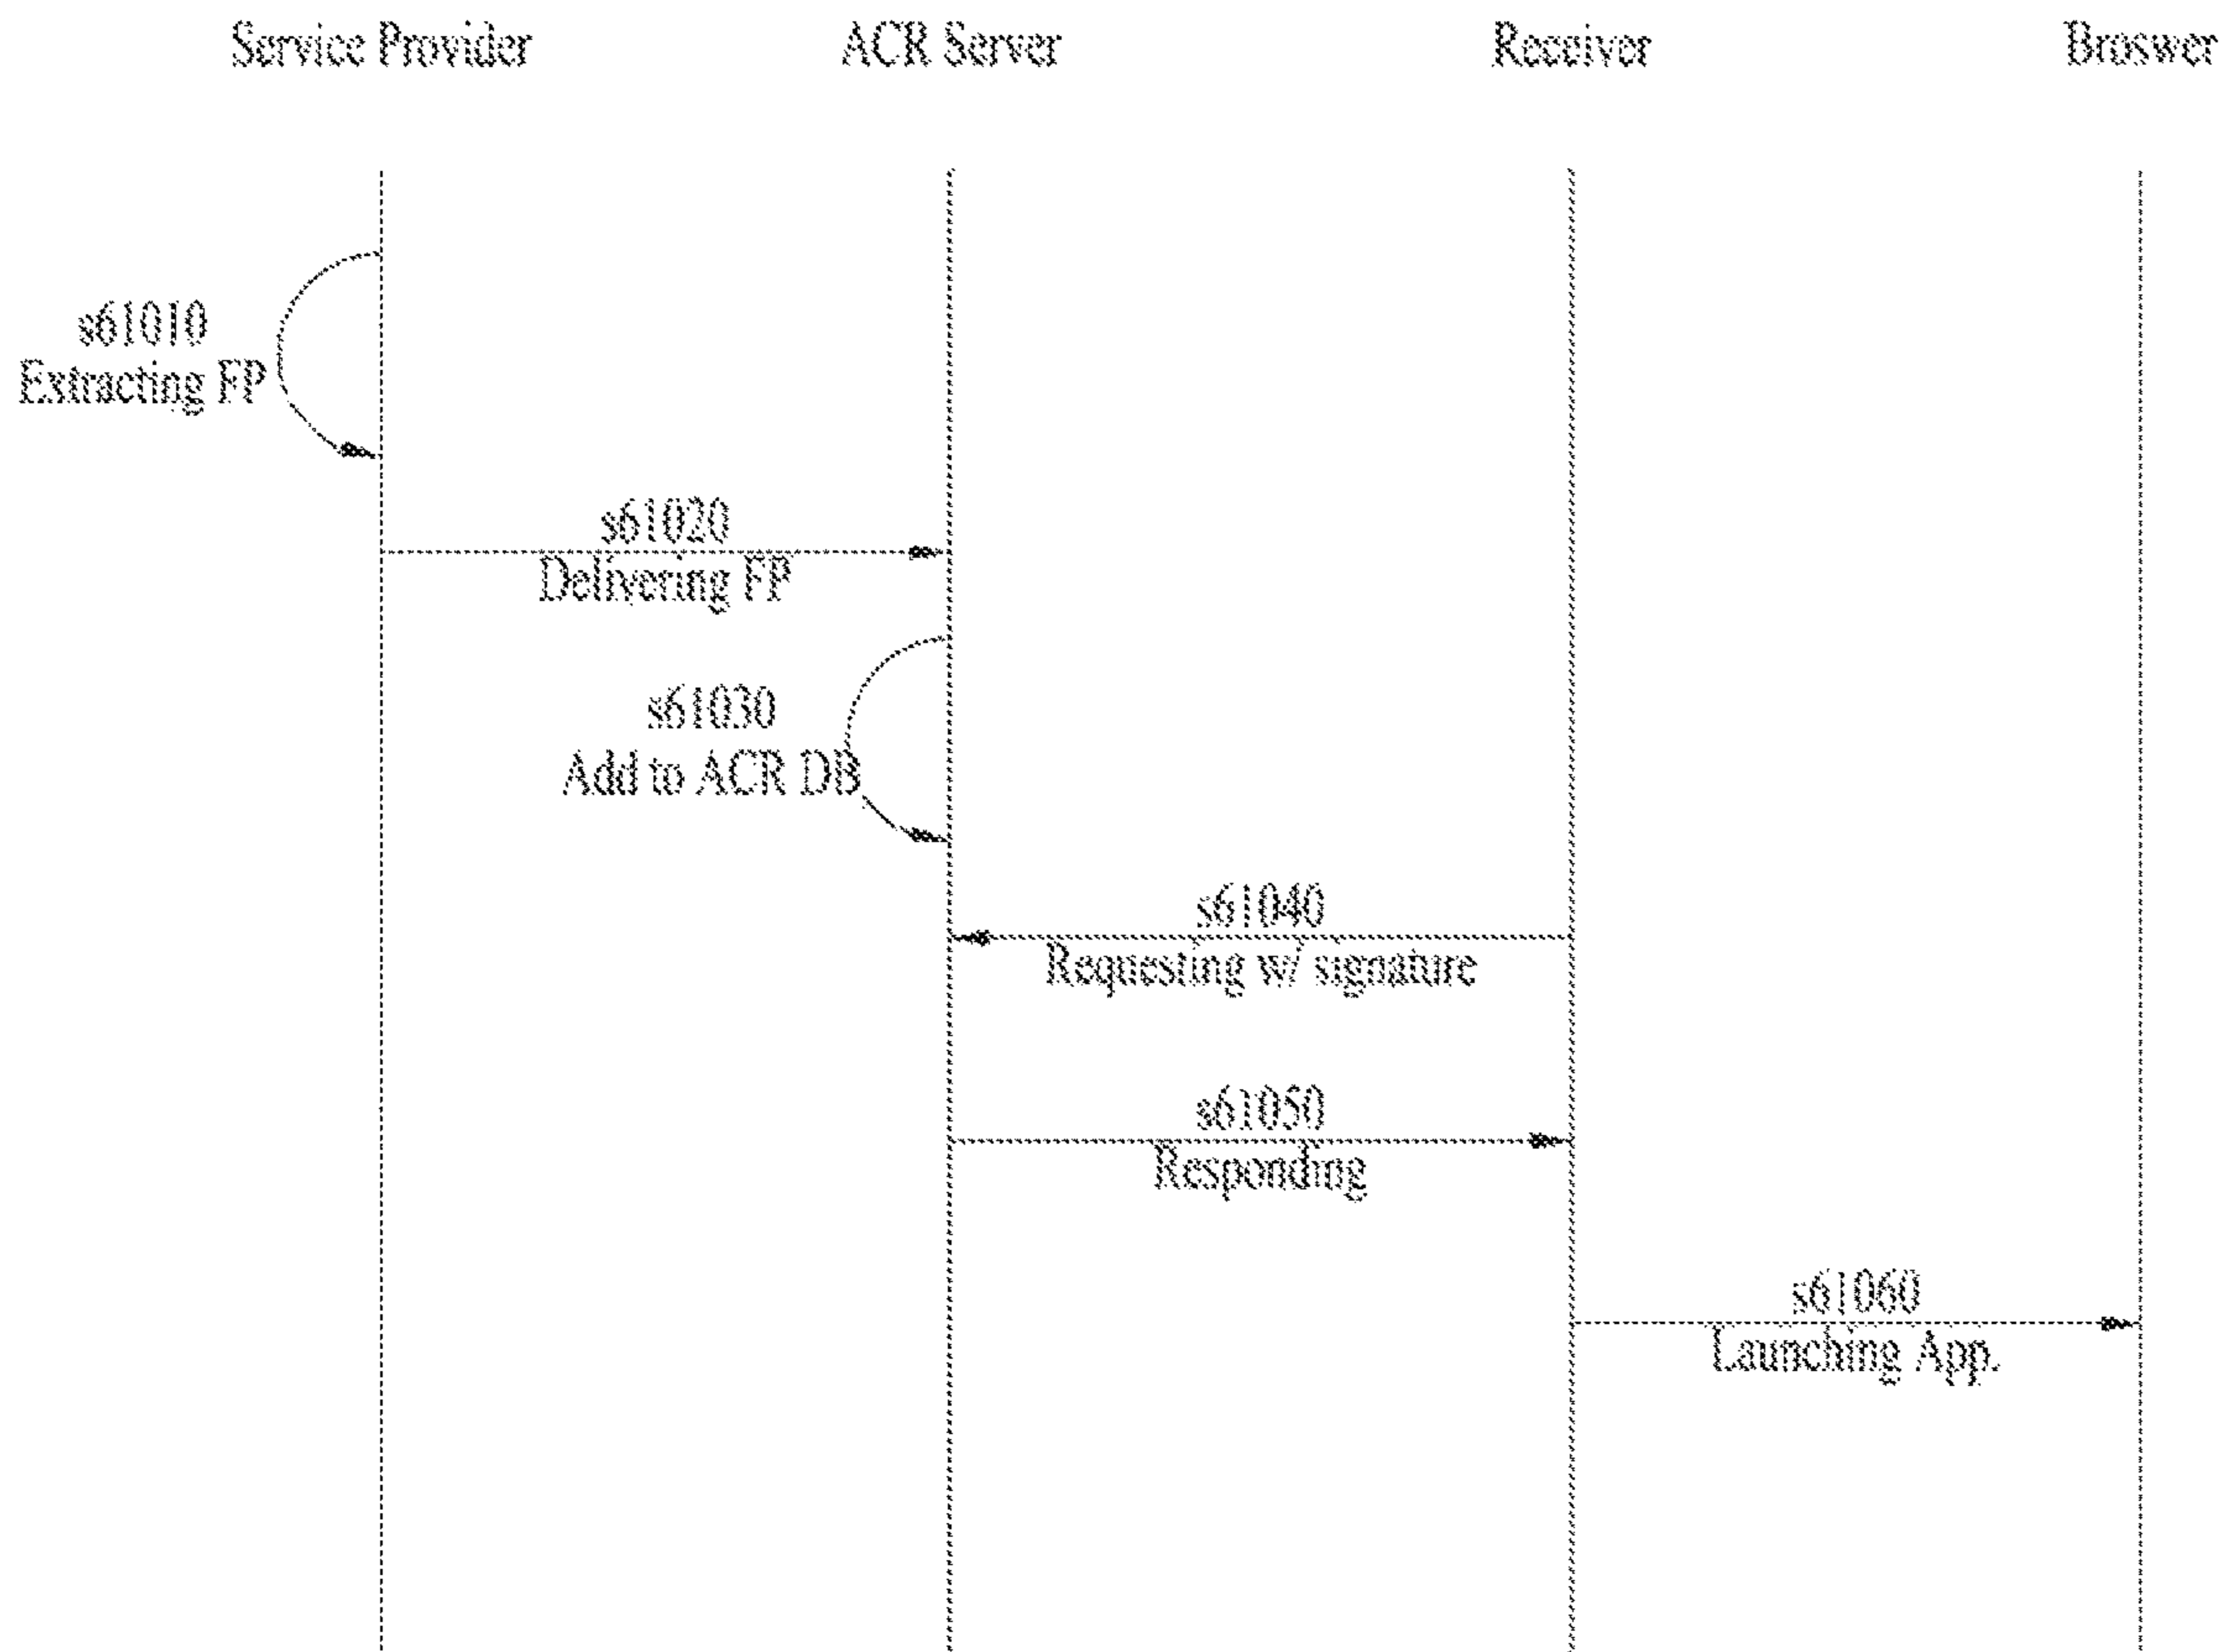 Service Provider
ACR Server
Receiver
Broswer
s61010
Extracting FP
s61020
Delivering FP
s61030
Add to ACR DB
s61040
Requesting w/ signature
s61050
Responding
s61060
Launching App.